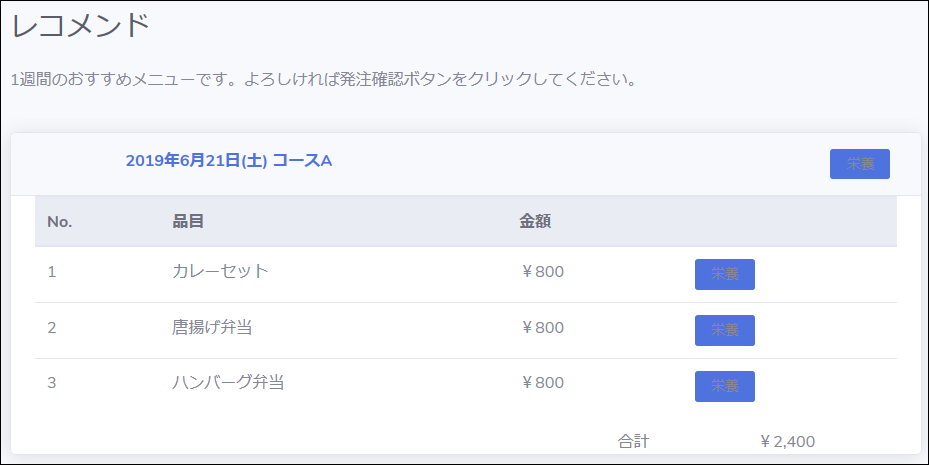 レコメンド
1週間のおすすめメニューです。よろしければ発注確認ボタンをクリックしてください。
2019年6月21日(土) コースA 栄養
No. 品目 金額
1 カレーセット ￥800 栄養
2 唐揚げ弁当 ￥800 栄養
3 ハンバーグ弁当 ￥800 栄養
合計 ￥2,400